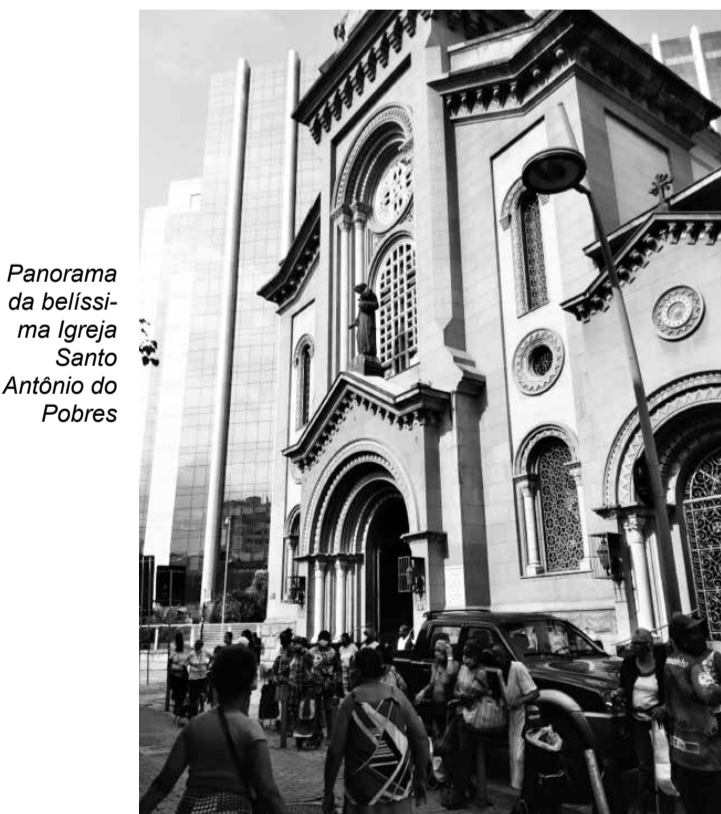 Panorama
da belíssi-
ma Igreja
Santo
Antônio do
Pobres